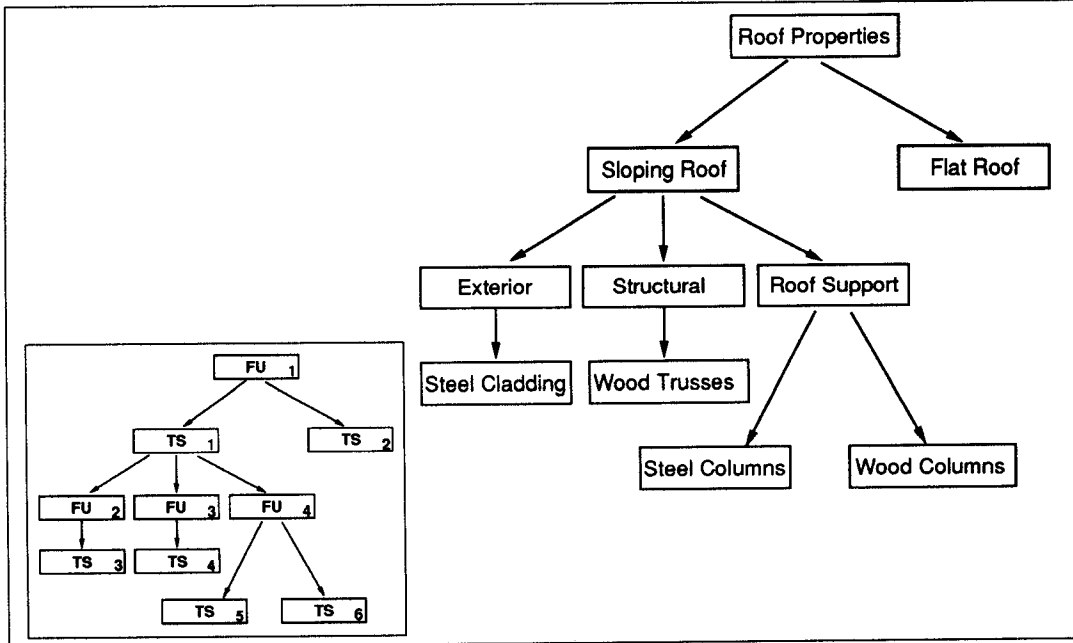 Roof Properties
Sloping Roof
Flat Roof
Exterior
Structural
Roof Support
Steel Cladding
Wood Trusses
Steel Columns
Wood Columns
FU 1
TS 1
TS 2
FU 2
FU 3
FU 4
TS 3
TS 4
TS 5
TS 6